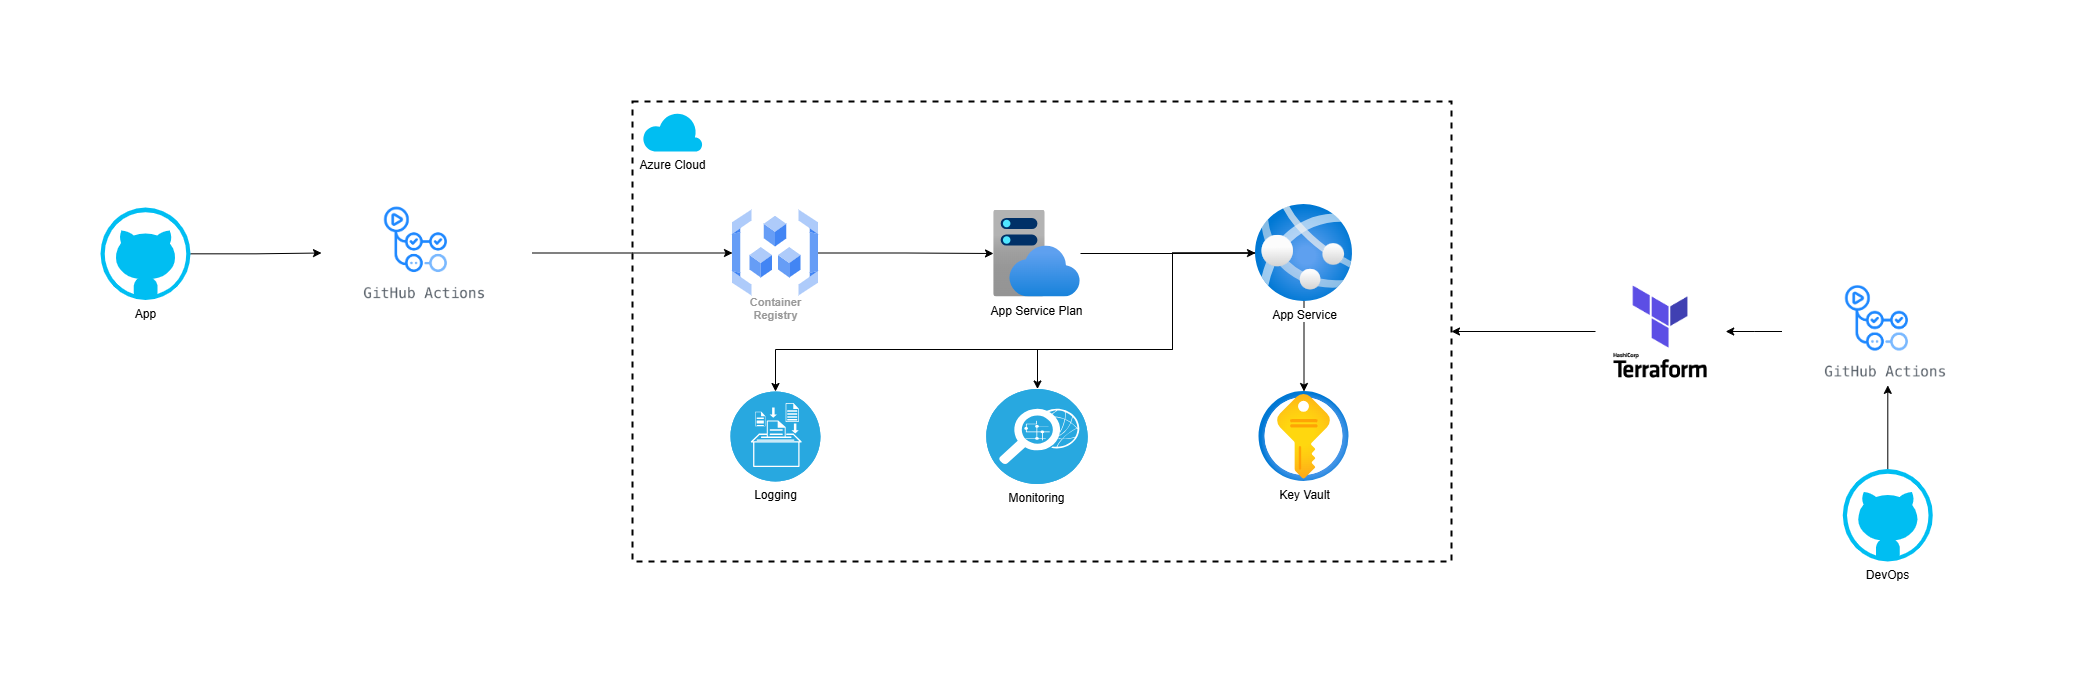 Azure Cloud
App
GitHub Actions
Container
Registry
App Service Plan
App Service
Logging
Monitoring
Key Vault
HashiCorp
Terraform
GitHub Actions
DevOps